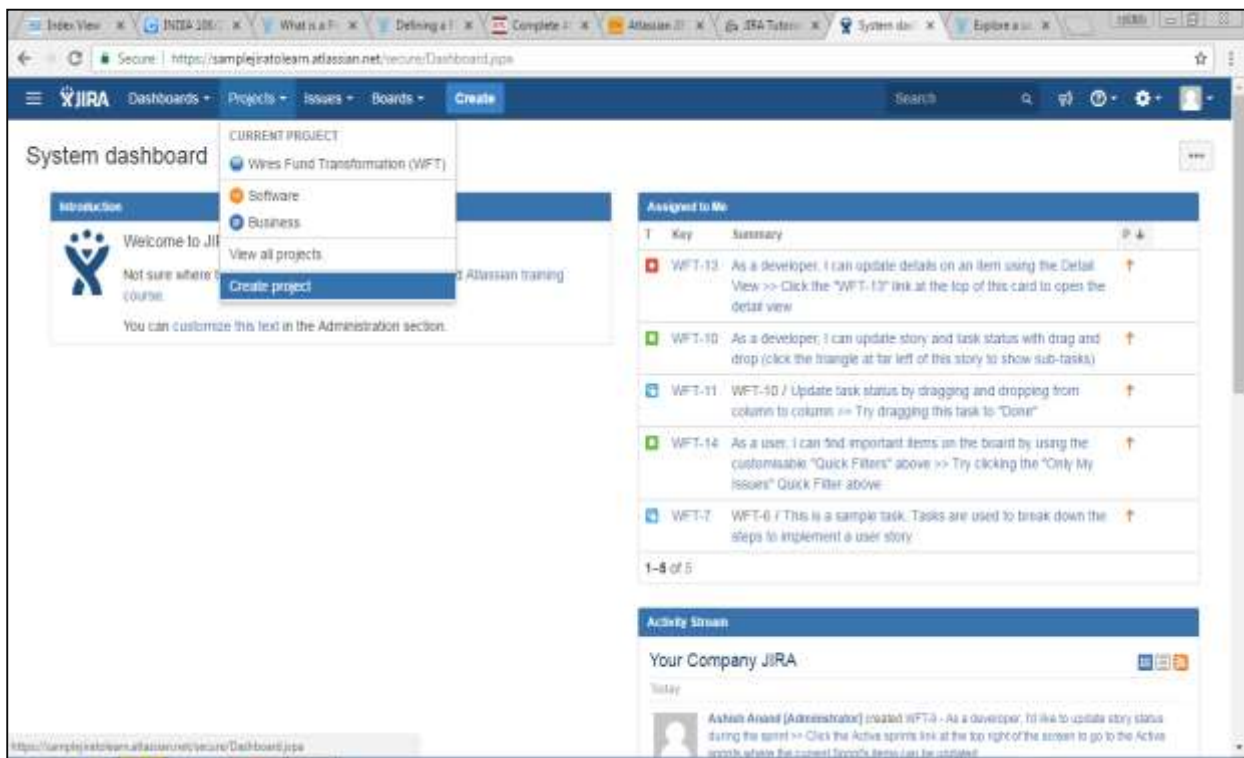 Index View
INDIA 108/
What is a F
Defining a
Complete
Atlassian
JIRA Tutori
System das
Explore a
Secure | https://samplejiratolearn.atlassian.net/secure/Dashboard.jspa
JIRA Dashboards Projects Issues Boards Create Search
System dashboard
CURRENT PROJECT
Wires Fund Transformation (WFT)
Software
Business
View all projects
Create project
Introduction
Welcome to JI
Not sure where t
d Atlassian training
course.
You can customize this text in the Administration section.
Assigned to Me
T Key Summary P
WFT-13 As a developer, I can update details on an item using the Detail
View >> Click the "WFT-13" link at the top of this card to open the
detail view
WFT-10 As a developer, I can update story and task status with drag and
drop (click the triangle at far left of this story to show sub-tasks)
WFT-11 WFT-10 / Update task status by dragging and dropping from
column to column >> Try dragging this task to "Done"
WFT-14 As a user, I can find important items on the board by using the
customisable "Quick Filters" above >> Try clicking the "Only My
Issues" Quick Filter above
WFT-7 WFT-6 / This is a sample task. Tasks are used to break down the
steps to implement a user story
1–5 of 5
Activity Stream
Your Company JIRA
Today
Ashish Anand [Administrator] created WFT-9 - As a developer, I'd like to update story status
during the sprint >> Click the Active sprints link at the top right of the screen to go to the Active
sprints where the current Sprint's items can be updated
https://samplejiratolearn.atlassian.net/secure/Dashboard.jspa